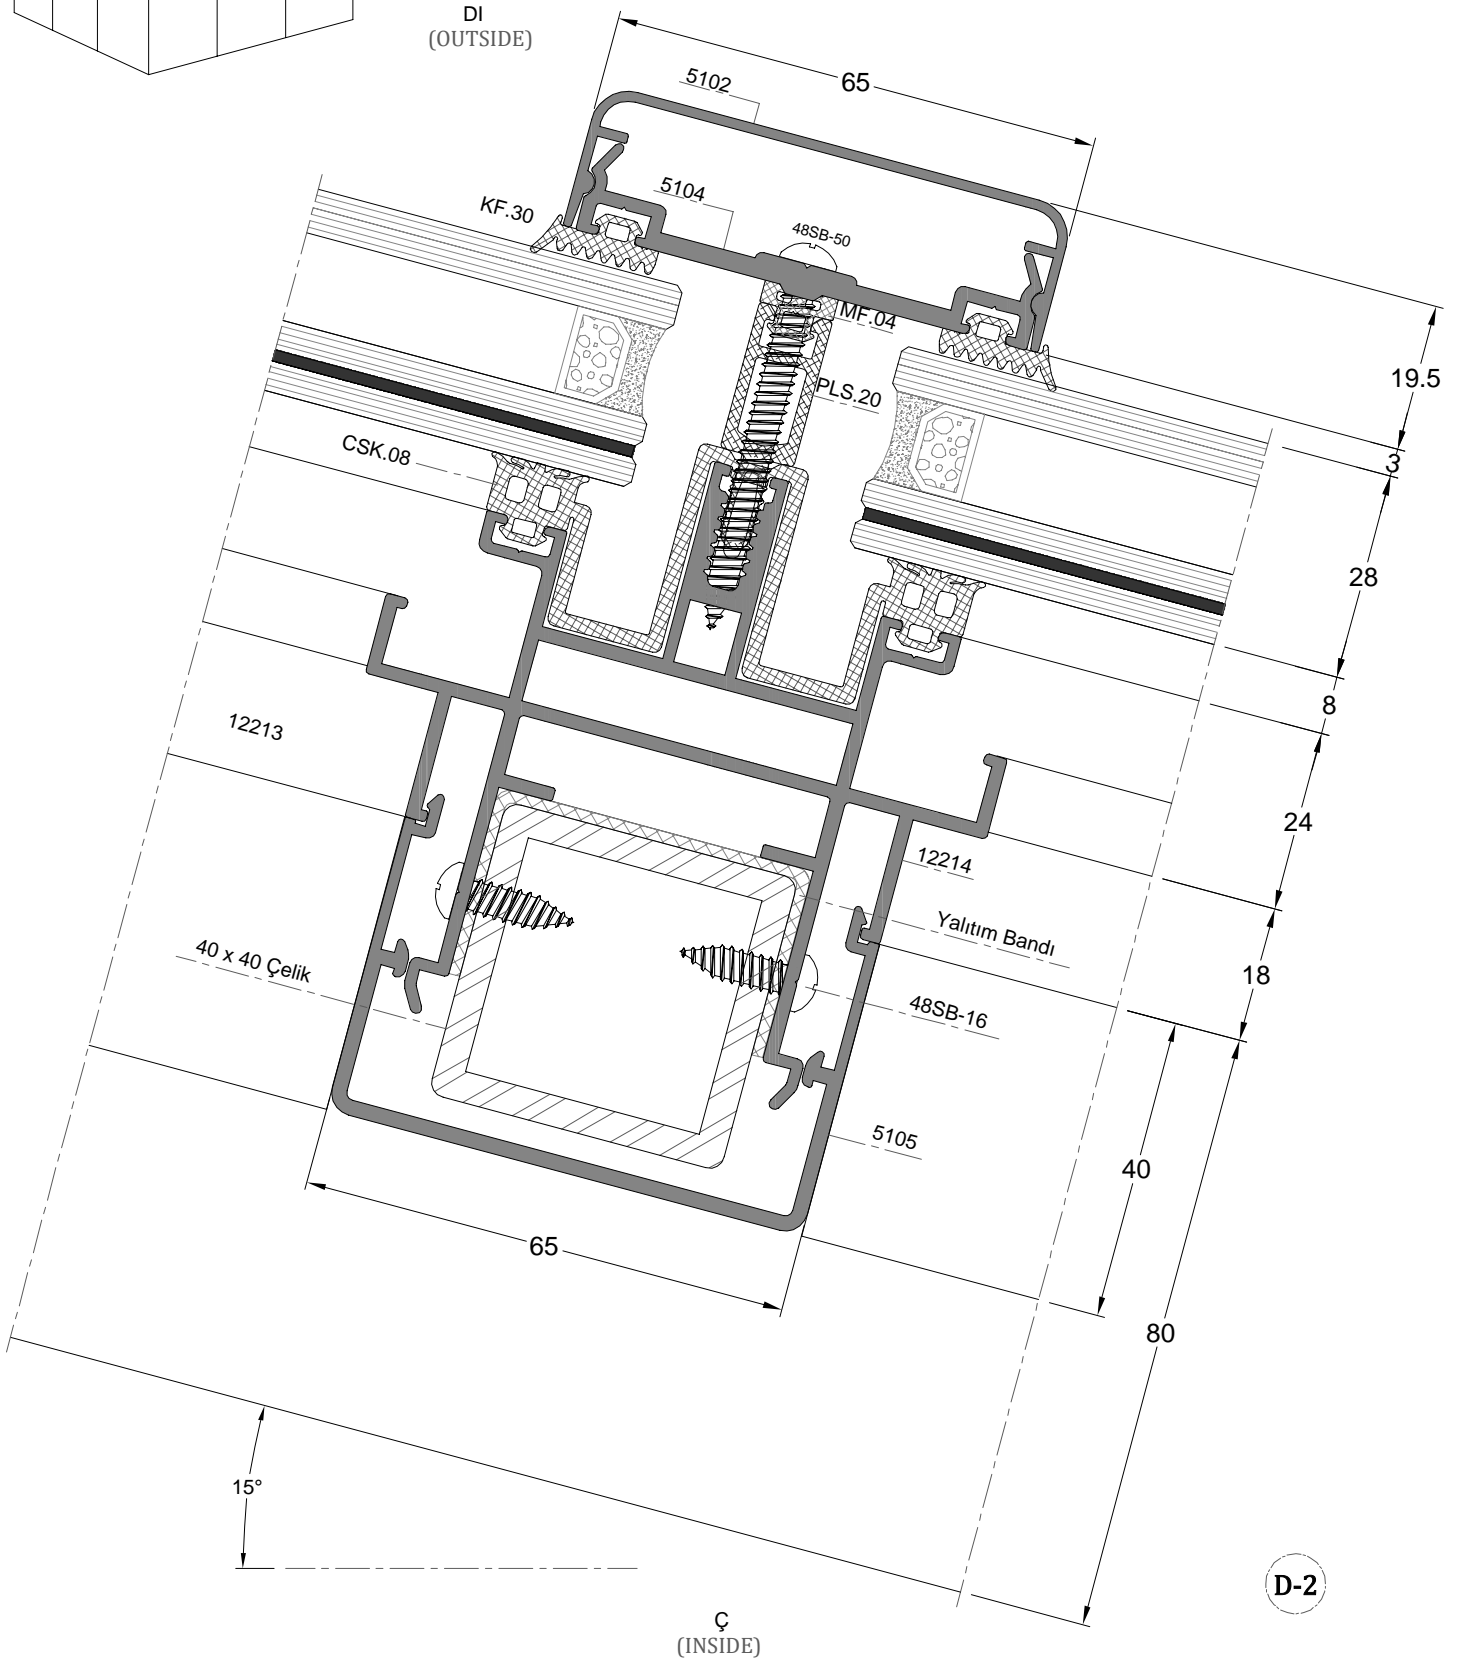 DI
(OUTSIDE)
65
5102
5104
KF.30
48SB-50
MF.04
19.5
PLS.20
3
CSK.08
28
8
12213
24
12214
Yalıtım Bandı
40 x 40 Çelik
18
48SB-16
5105
40
65
80
15°
D-2
Ç
(INSIDE)